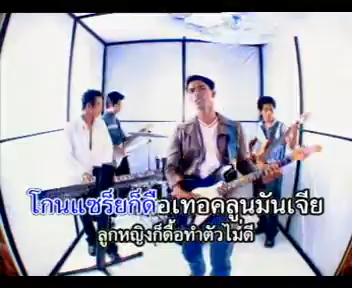 โกนแซร็ยก็ดือเทอคลูนมันเจีย
ลูกหญิงก็ดื้อทำตัวไม่ดี